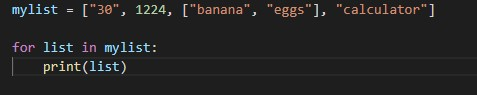 mylist = ["30", 1224, ["banana", "eggs"], "calculator"]
for list in mylist:
    print(list)